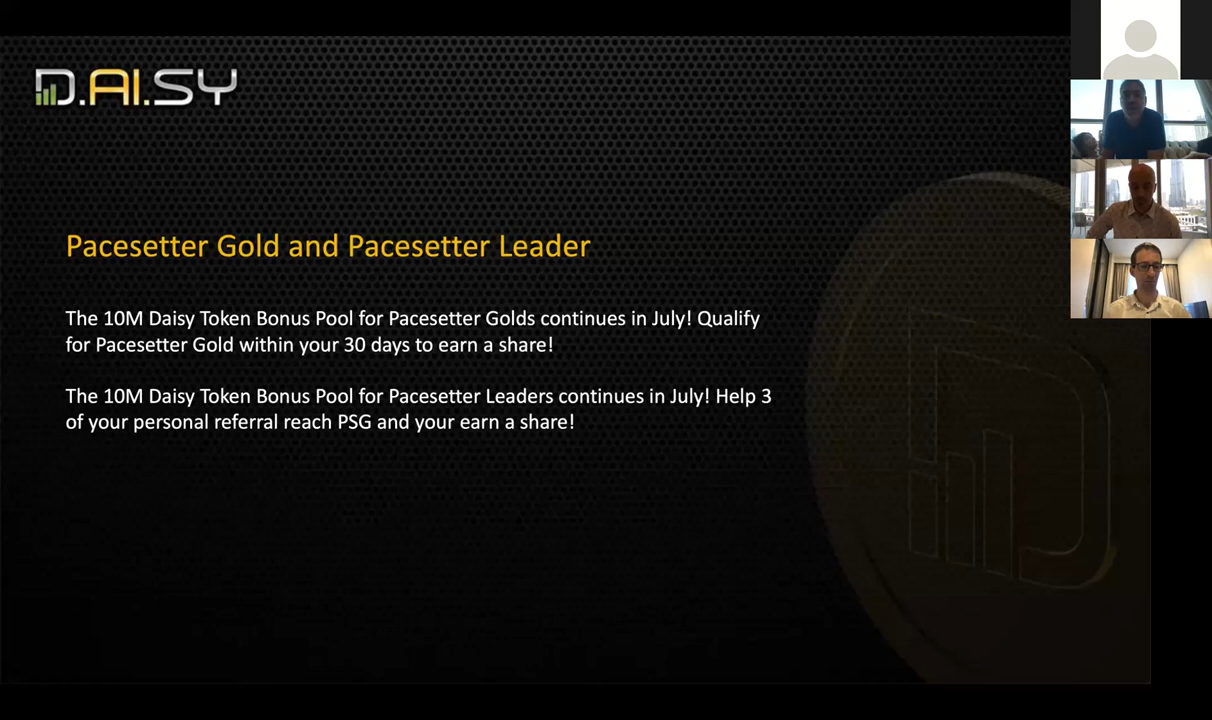 D.AI.SY
Pacesetter Gold and Pacesetter Leader
The 10M Daisy Token Bonus Pool for Pacesetter Golds continues in July! Qualify
for Pacesetter Gold within your 30 days to earn a share!
The 10M Daisy Token Bonus Pool for Pacesetter Leaders continues in July! Help 3
of your personal referral reach PSG and your earn a share!